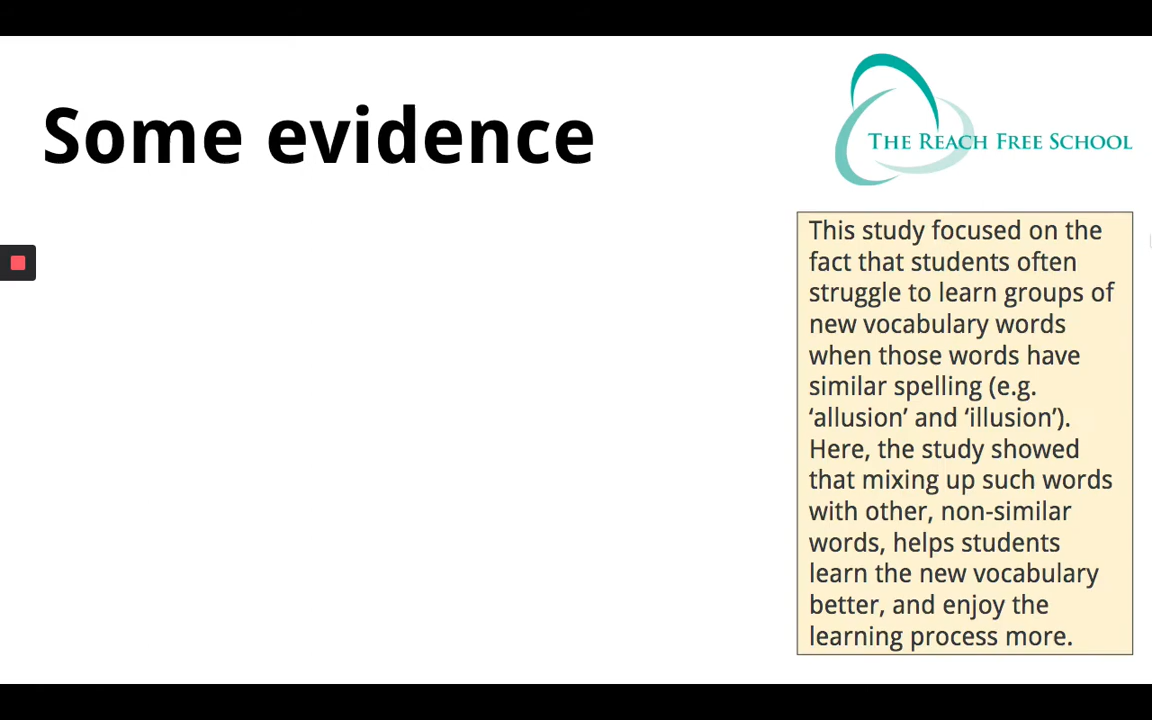 Some evidence
THE REACH FREE SCHOOL
This study focused on the
fact that students often
struggle to learn groups of
new vocabulary words
when those words have
similar spelling (e.g.
‘allusion’ and ‘illusion’).
Here, the study showed
that mixing up such words
with other, non-similar
words, helps students
learn the new vocabulary
better, and enjoy the
learning process more.